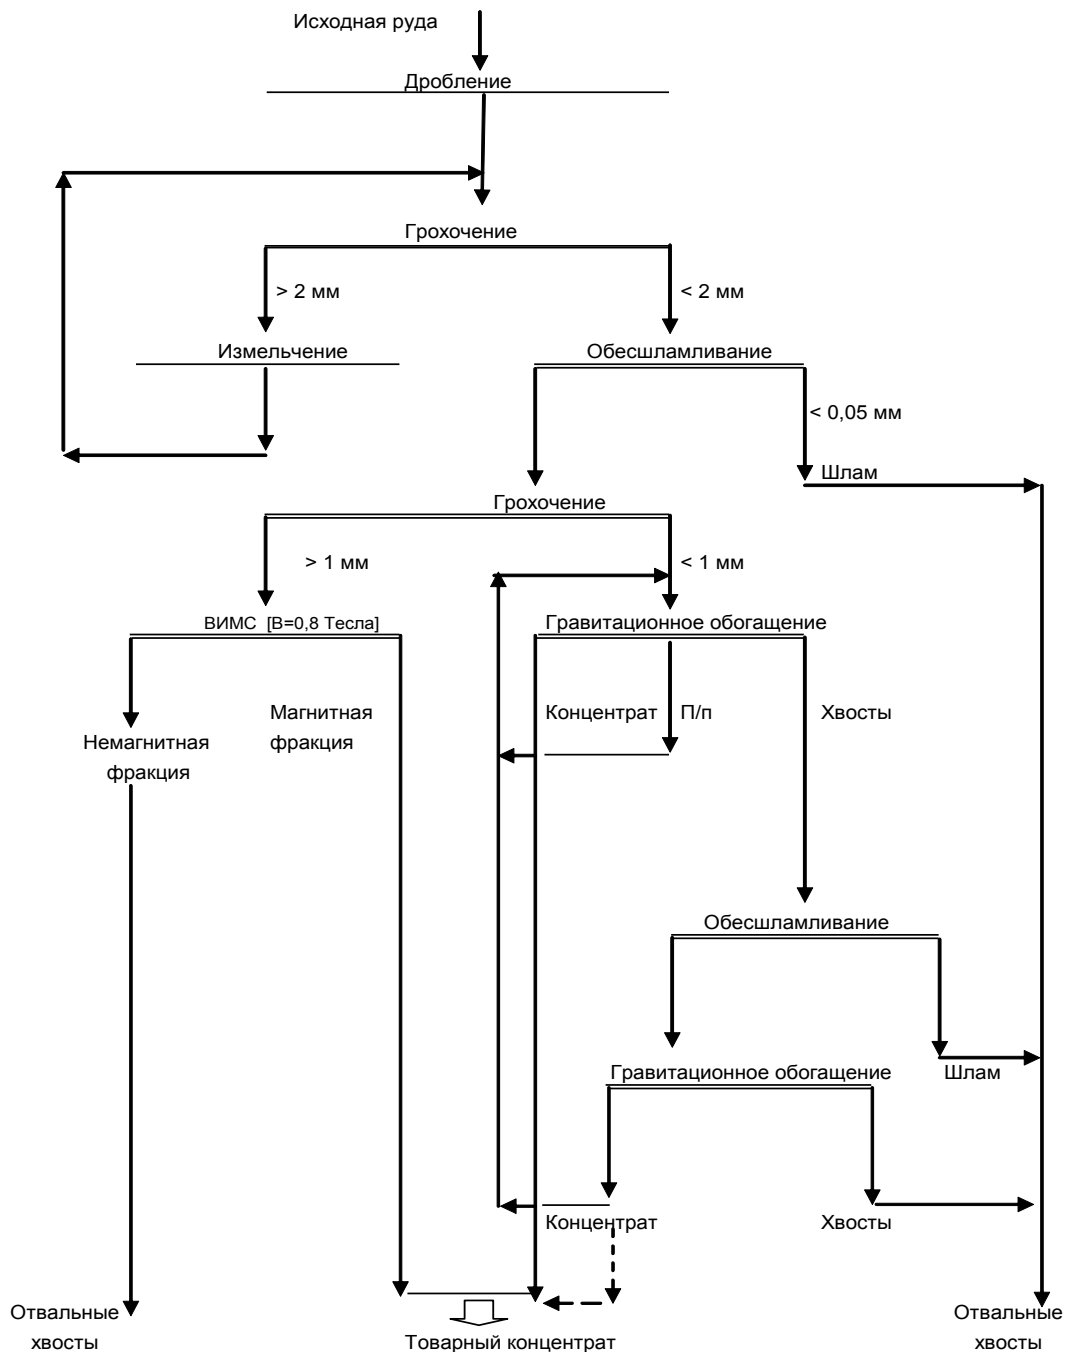 Исходная руда
Дробление
Грохочение
> 2 мм
< 2 мм
Измельчение
Обесшламливание
< 0,05 мм
Шлам
Грохочение
> 1 мм
< 1 мм
ВИМС [В=0,8 Тесла]
Гравитационное обогащение
Немагнитная
фракция
Магнитная
фракция
Концентрат
П/п
Хвосты
Обесшламливание
Гравитационное обогащение
Шлам
Концентрат
Хвосты
Отвальные
хвосты
Товарный концентрат
Отвальные
хвосты